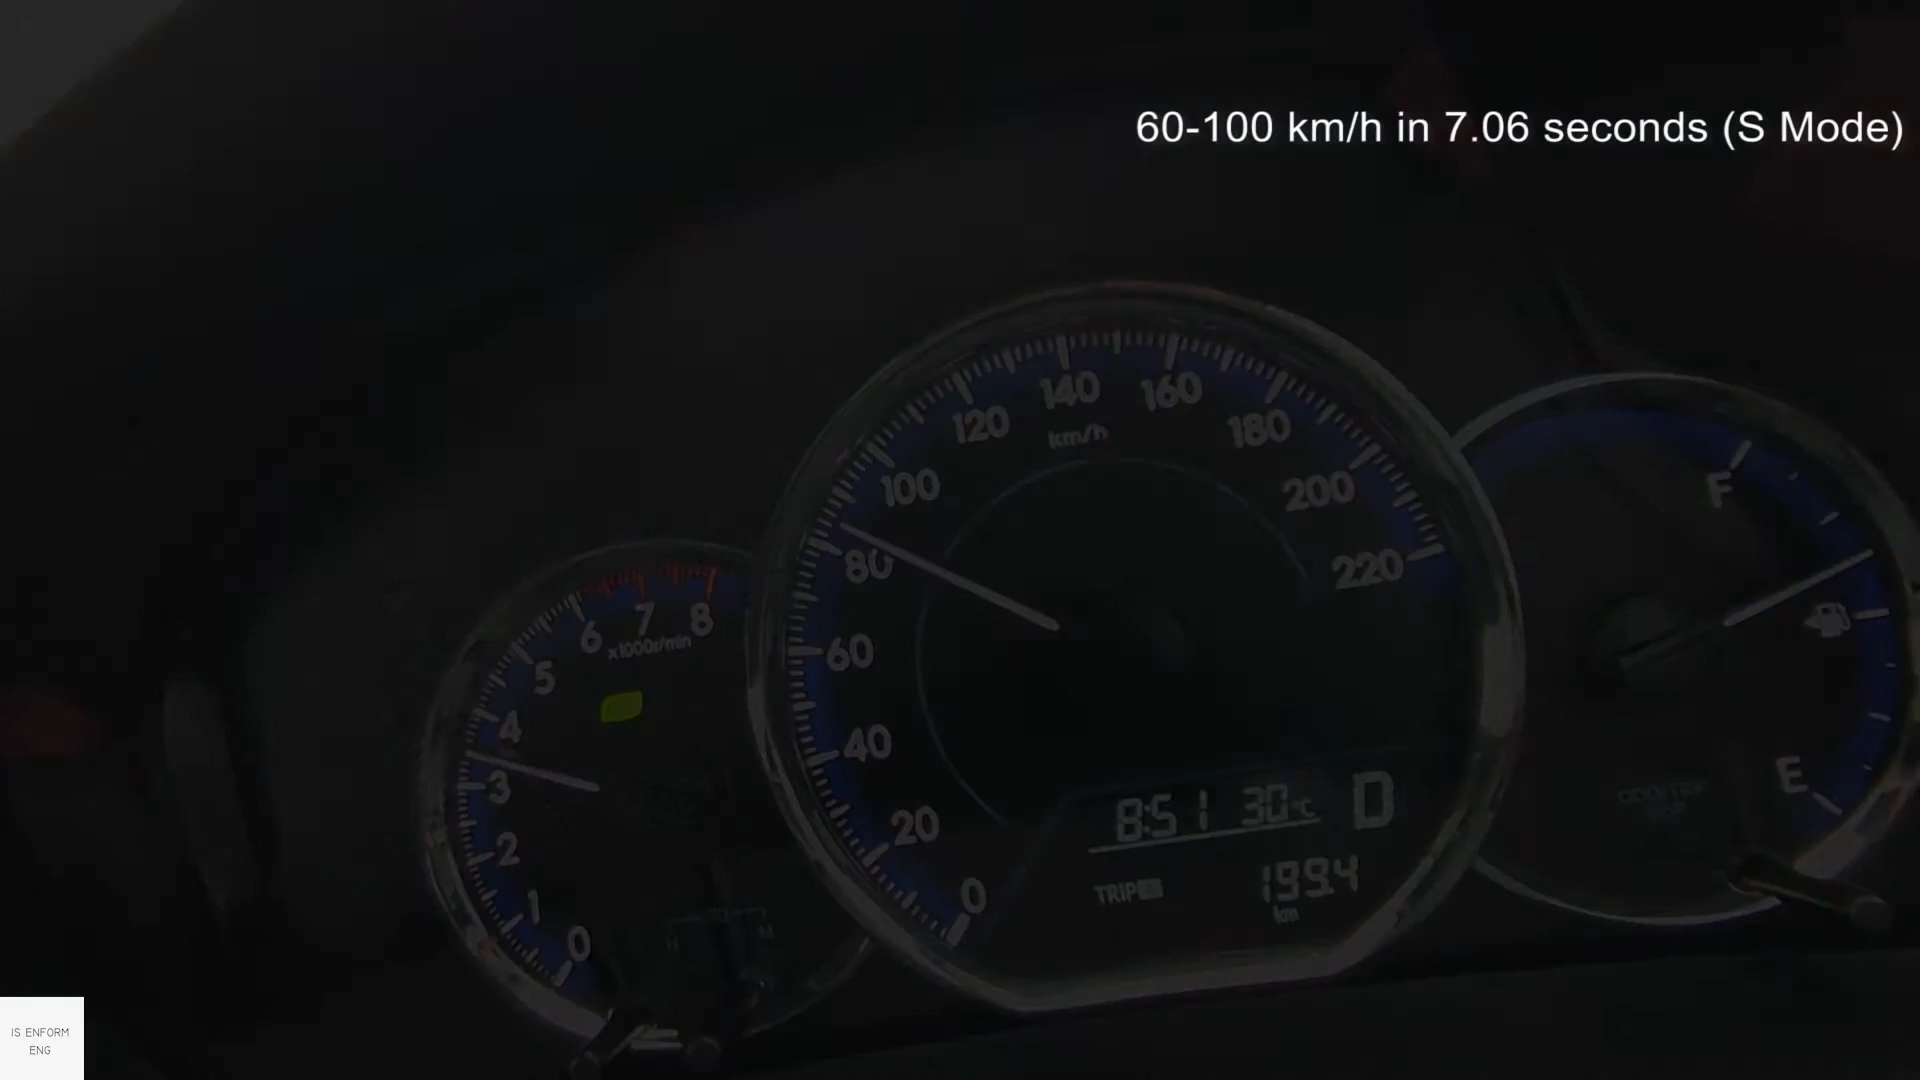 60-100 km/h in 7.06 seconds (S Mode)
0 1 2 3 4 5 6 7 8
x1000r/min
0 20 40 60 80 100 120 140 160 180 200 220
km/h
8:51 30°C D
TRIP
199.4
km
F
E
IS ENFORM
ENG